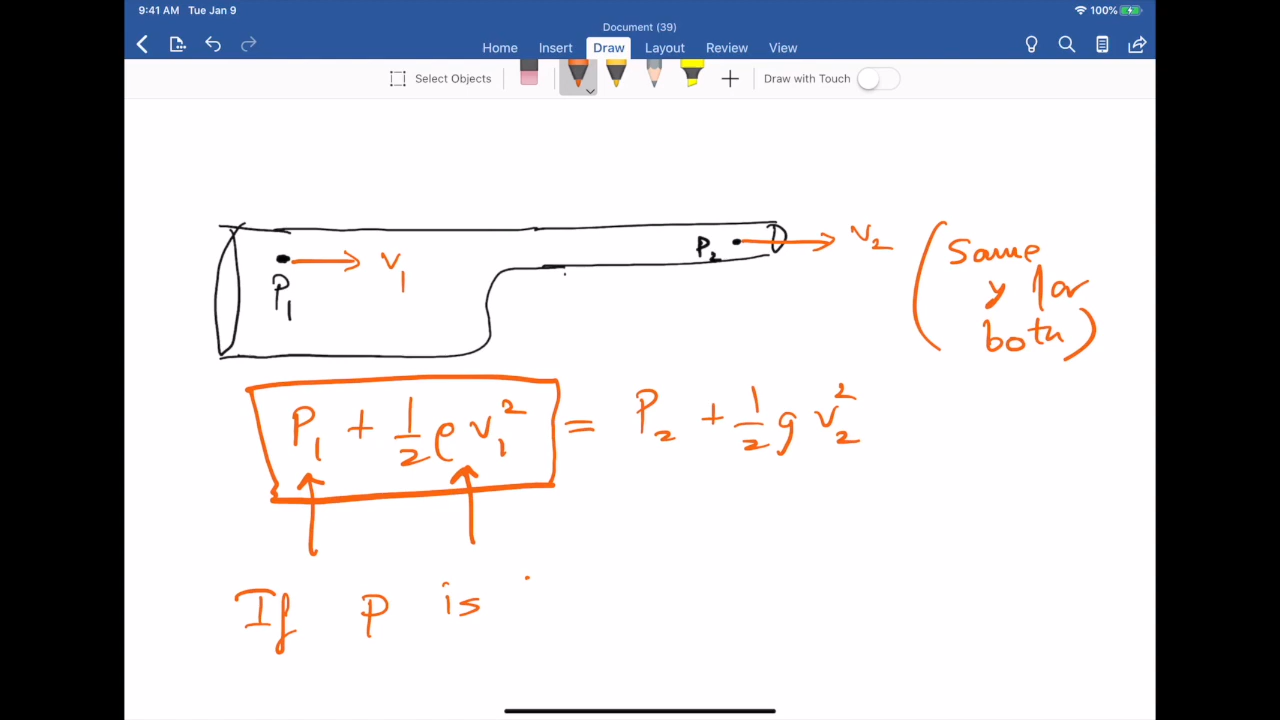 9:41 AM Tue Jan 9
100%
Document (39)
Home Insert Draw Layout Review View
Select Objects
Draw with Touch
P₁ v₁
P₂ v₂
(Same
y for
both)
P₁ + 1/2 ρ v₁² = P₂ + 1/2 g v₂²
If P is